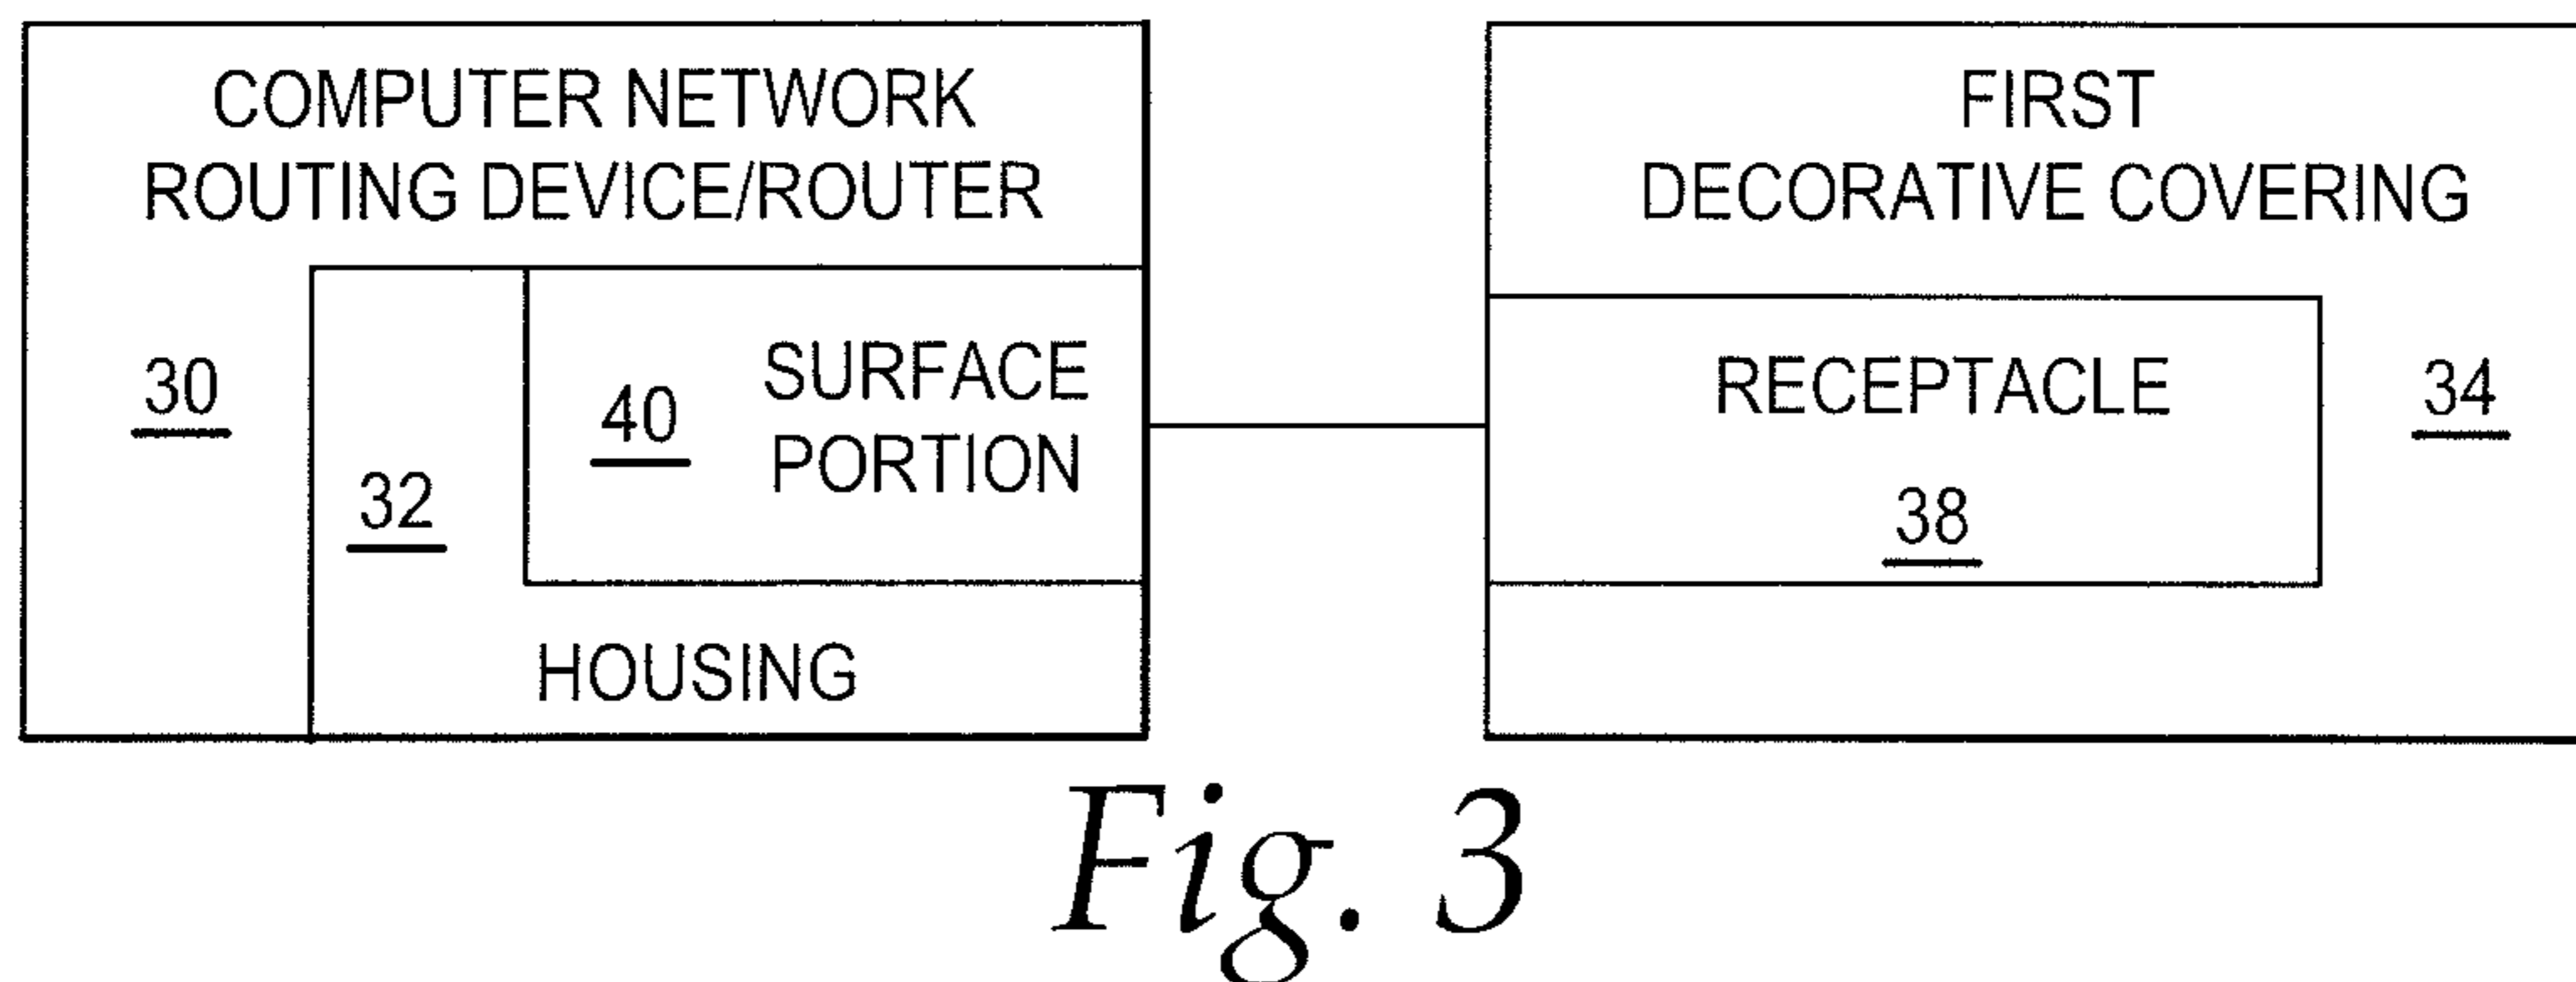 COMPUTER NETWORK
ROUTING DEVICE/ROUTER
30
32
40
SURFACE
PORTION
HOUSING
FIRST
DECORATIVE COVERING
RECEPTACLE
38
34
Fig. 3